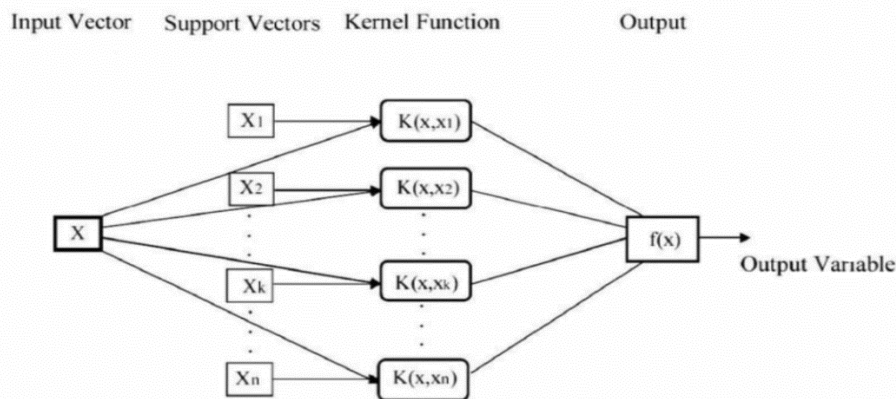 Input Vector Support Vectors Kernel Function Output
X1 K(x,x1)
X2 K(x,x2)
X f(x)
Output Variable
Xk K(x,xk)
Xn K(x,xn)